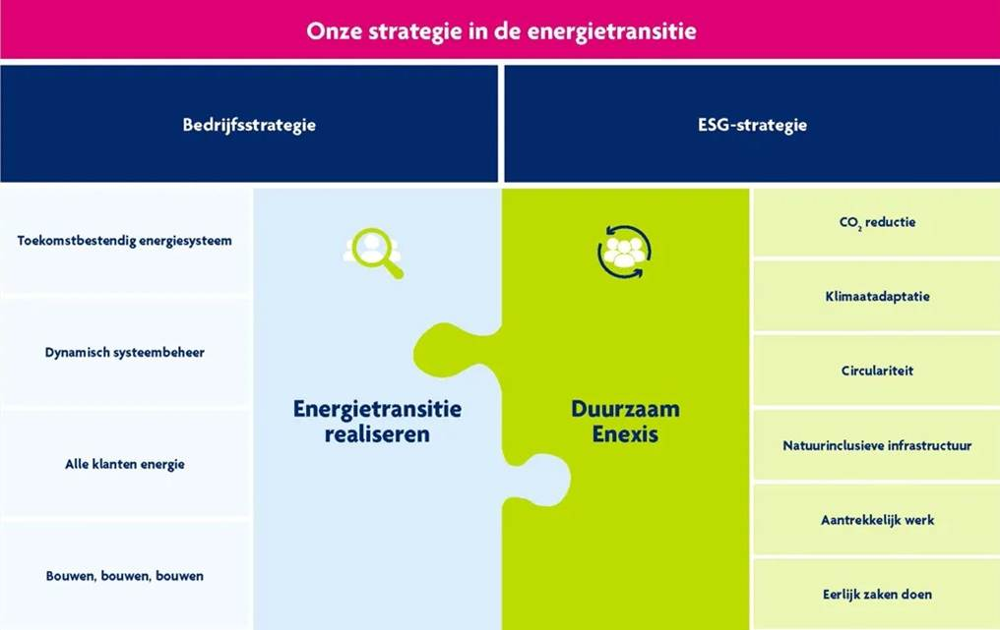 Onze strategie in de energietransitie
Bedrijfsstrategie
ESG-strategie
Toekomstbestendig energiesysteem
Dynamisch systeembeheer
Alle klanten energie
Bouwen, bouwen, bouwen
Energietransitie
realiseren
Duurzaam
Enexis
CO₂ reductie
Klimaatadaptatie
Circulariteit
Natuurinclusieve infrastructuur
Aantrekkelijk werk
Eerlijk zaken doen